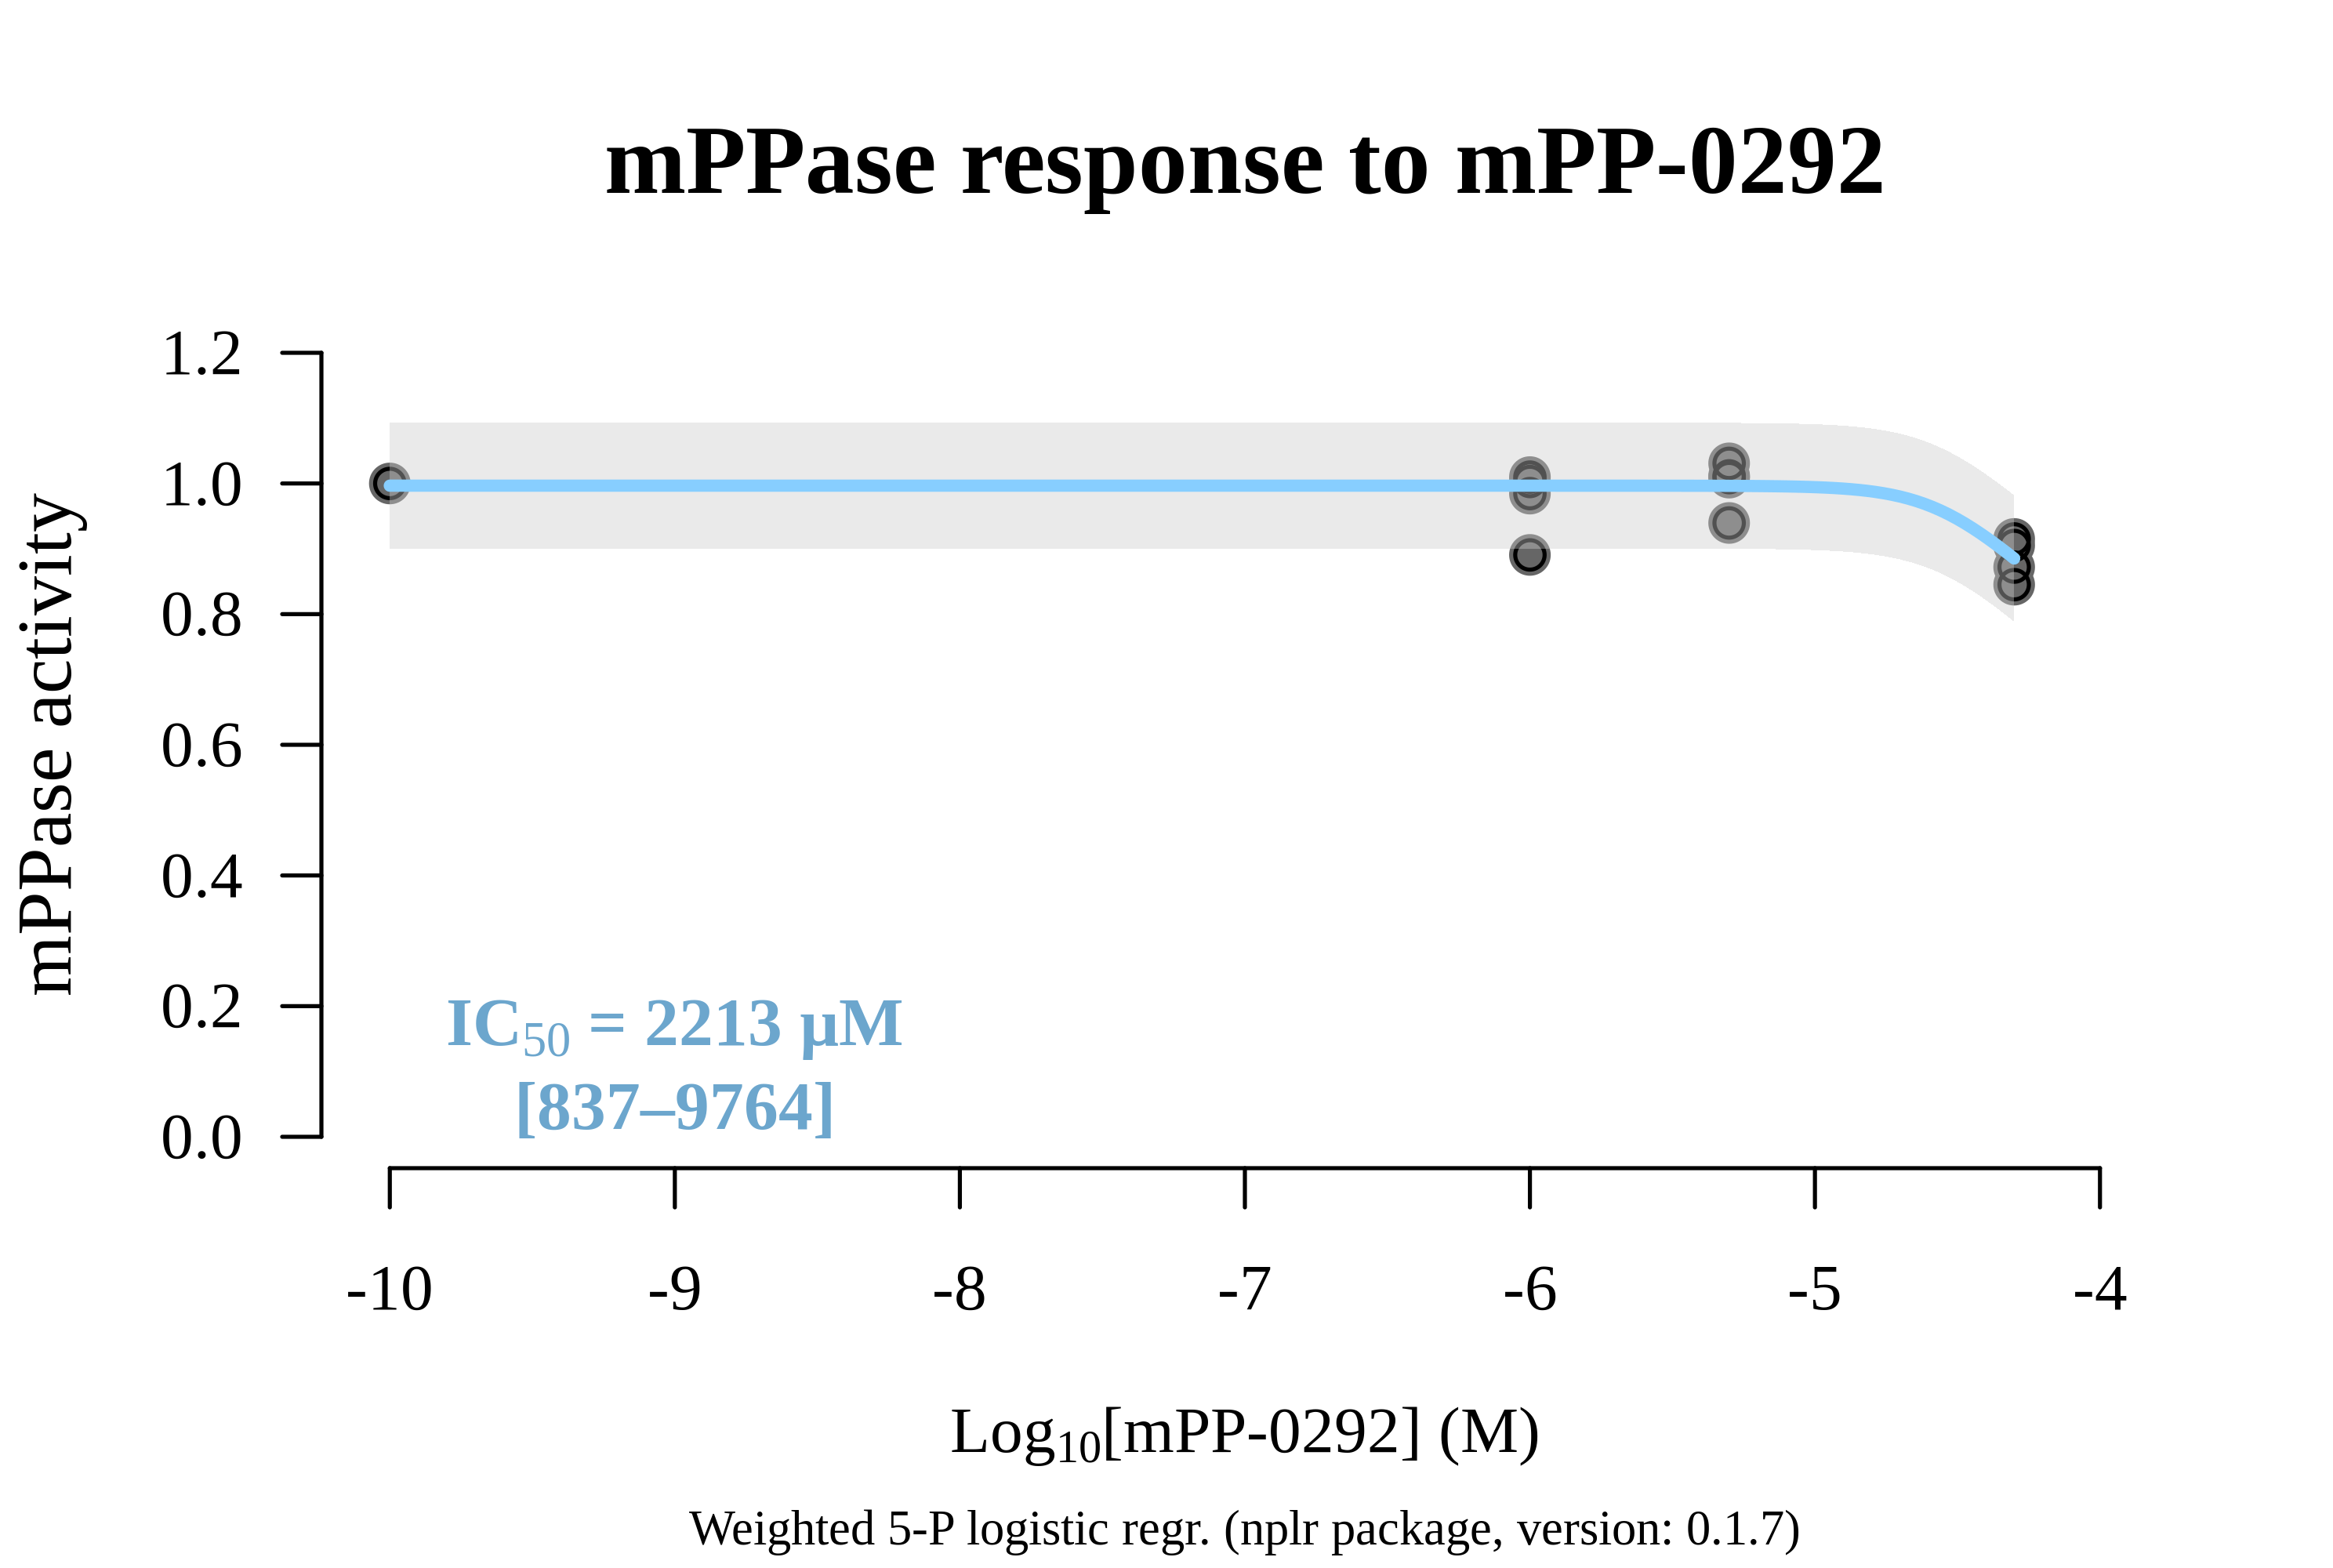 mPPase response to mPP-0292
mPPase activity
1.2
1.0
0.8
0.6
0.4
0.2
0.0
IC50 = 2213 µM
[837–9764]
-10 -9 -8 -7 -6 -5 -4
Log10[mPP-0292] (M)
Weighted 5-P logistic regr. (nplr package, version: 0.1.7)